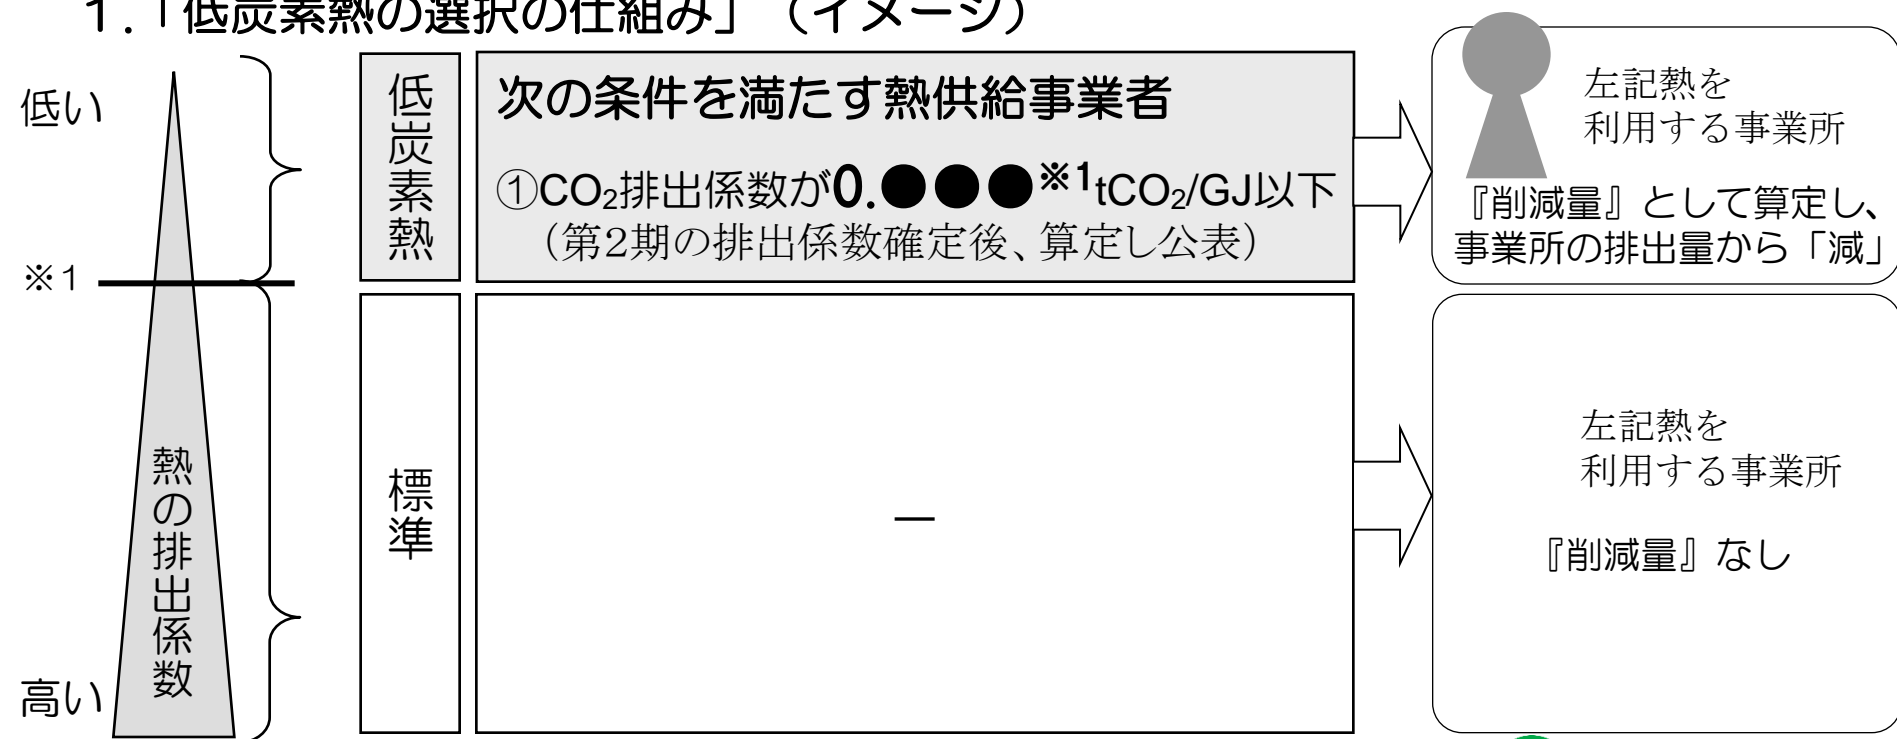 1.「低炭素熱の選択の仕組み」（イメージ）
低い
※1
高い
熱の排出係数
低炭素熱
次の条件を満たす熱供給事業者
①CO₂排出係数が0.●●●※1tCO₂/GJ以下
（第2期の排出係数確定後、算定し公表）
左記熱を
利用する事業所
『削減量』として算定し、
事業所の排出量から「減」
標準
―
左記熱を
利用する事業所
『削減量』なし